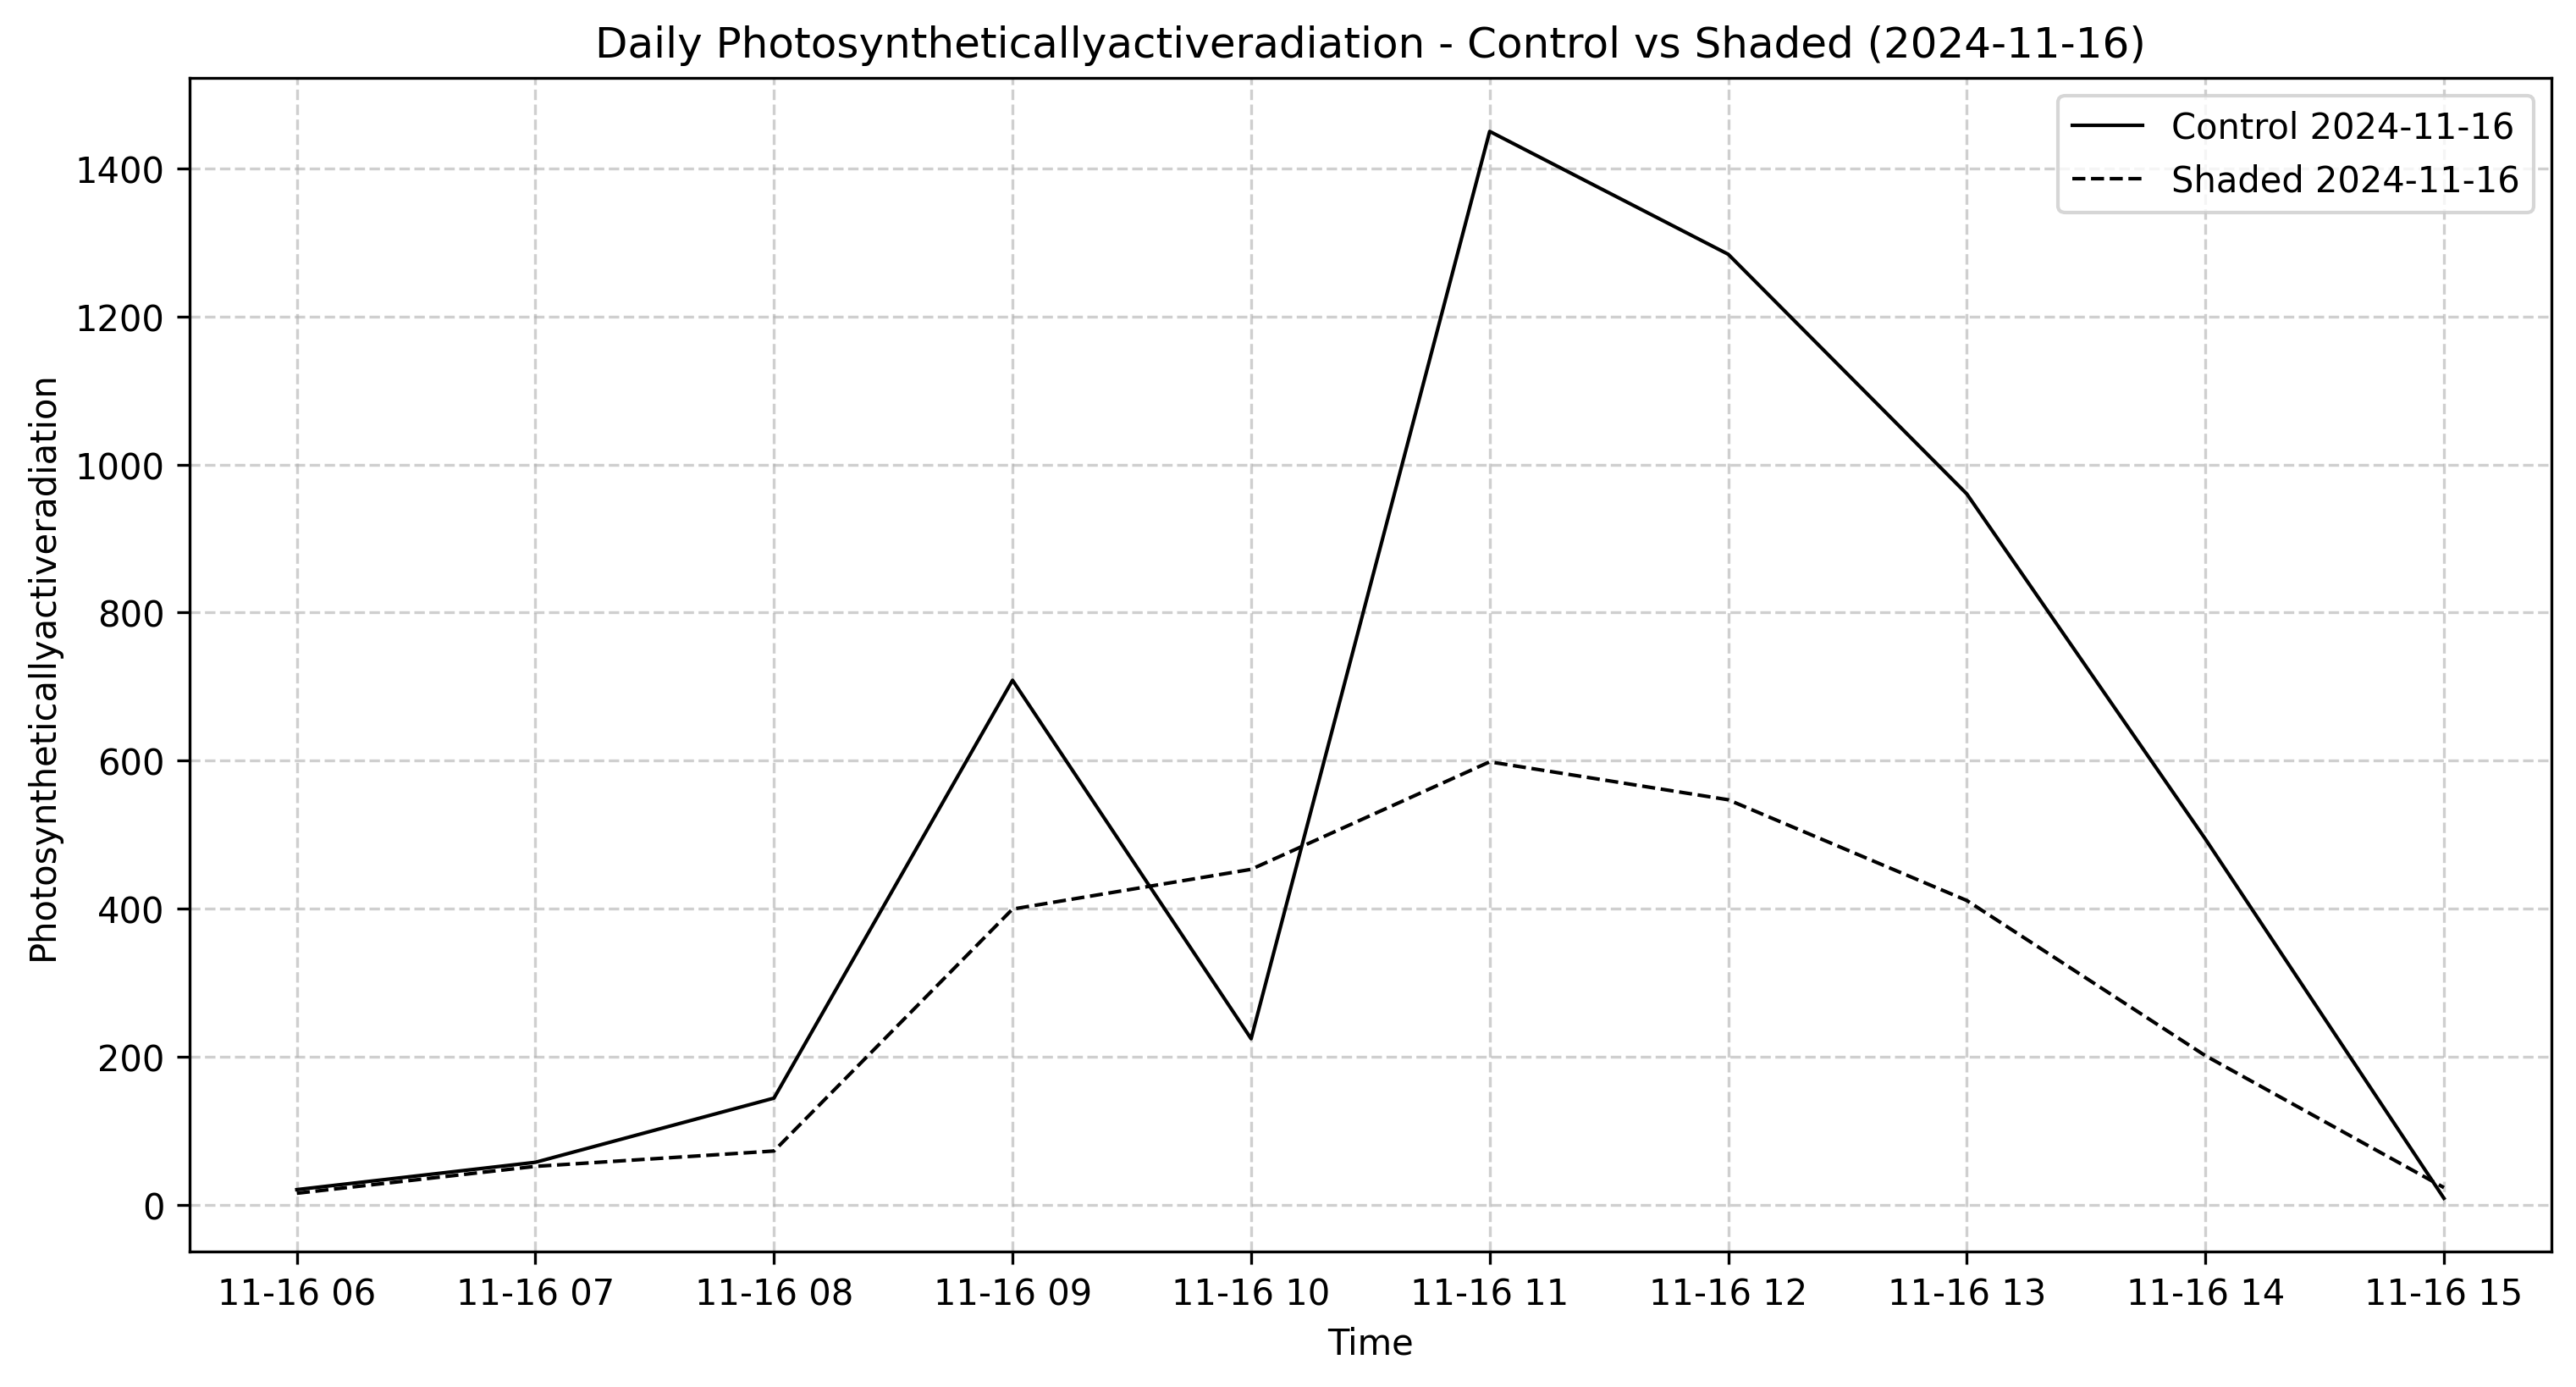 Daily Photosyntheticallyactiveradiation - Control vs Shaded (2024-11-16)
Control 2024-11-16
Shaded 2024-11-16
Photosyntheticallyactiveradiation
1400
1200
1000
800
600
400
200
0
11-16 06 11-16 07 11-16 08 11-16 09 11-16 10 11-16 11 11-16 12 11-16 13 11-16 14 11-16 15
Time